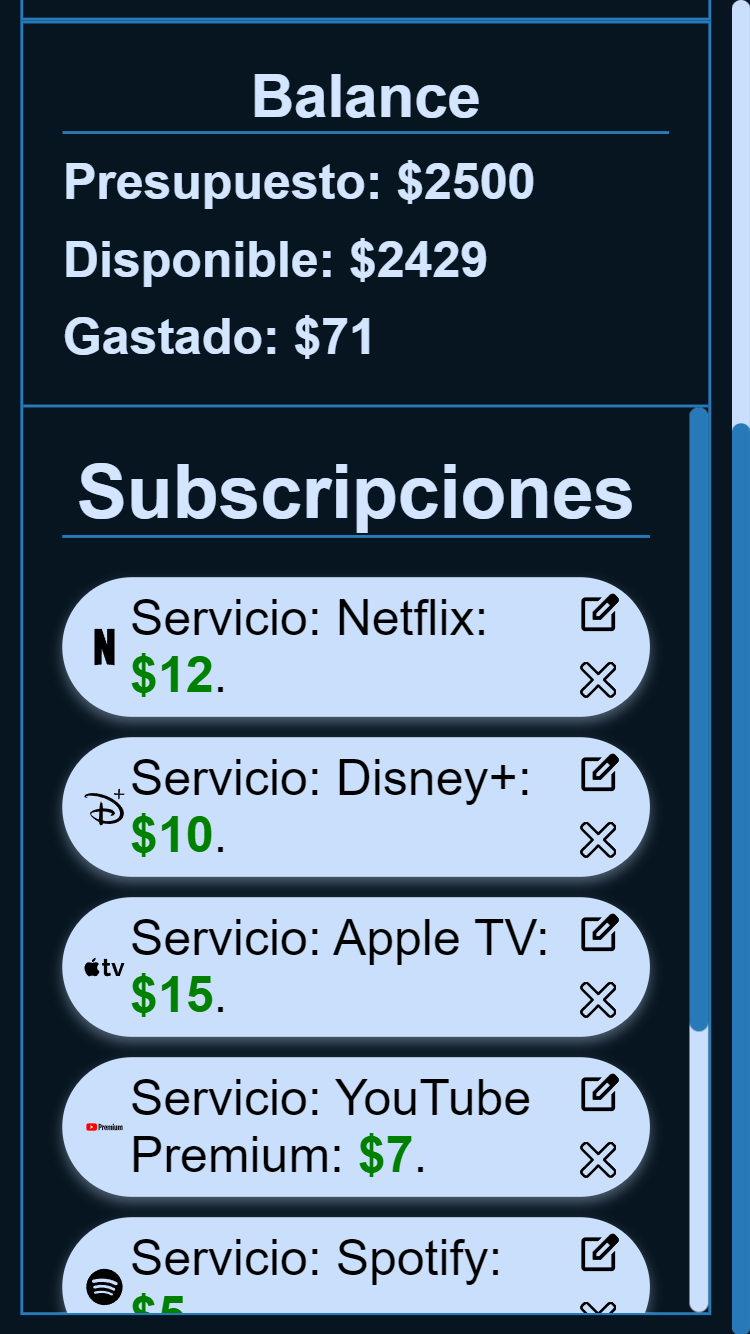 Balance
Presupuesto: $2500
Disponible: $2429
Gastado: $71
Subscripciones
N
Servicio: Netflix:
$12.
Servicio: Disney+:
$10.
tv
Servicio: Apple TV:
$15.
Premium
Servicio: YouTube
Premium: $7.
Servicio: Spotify:
$5